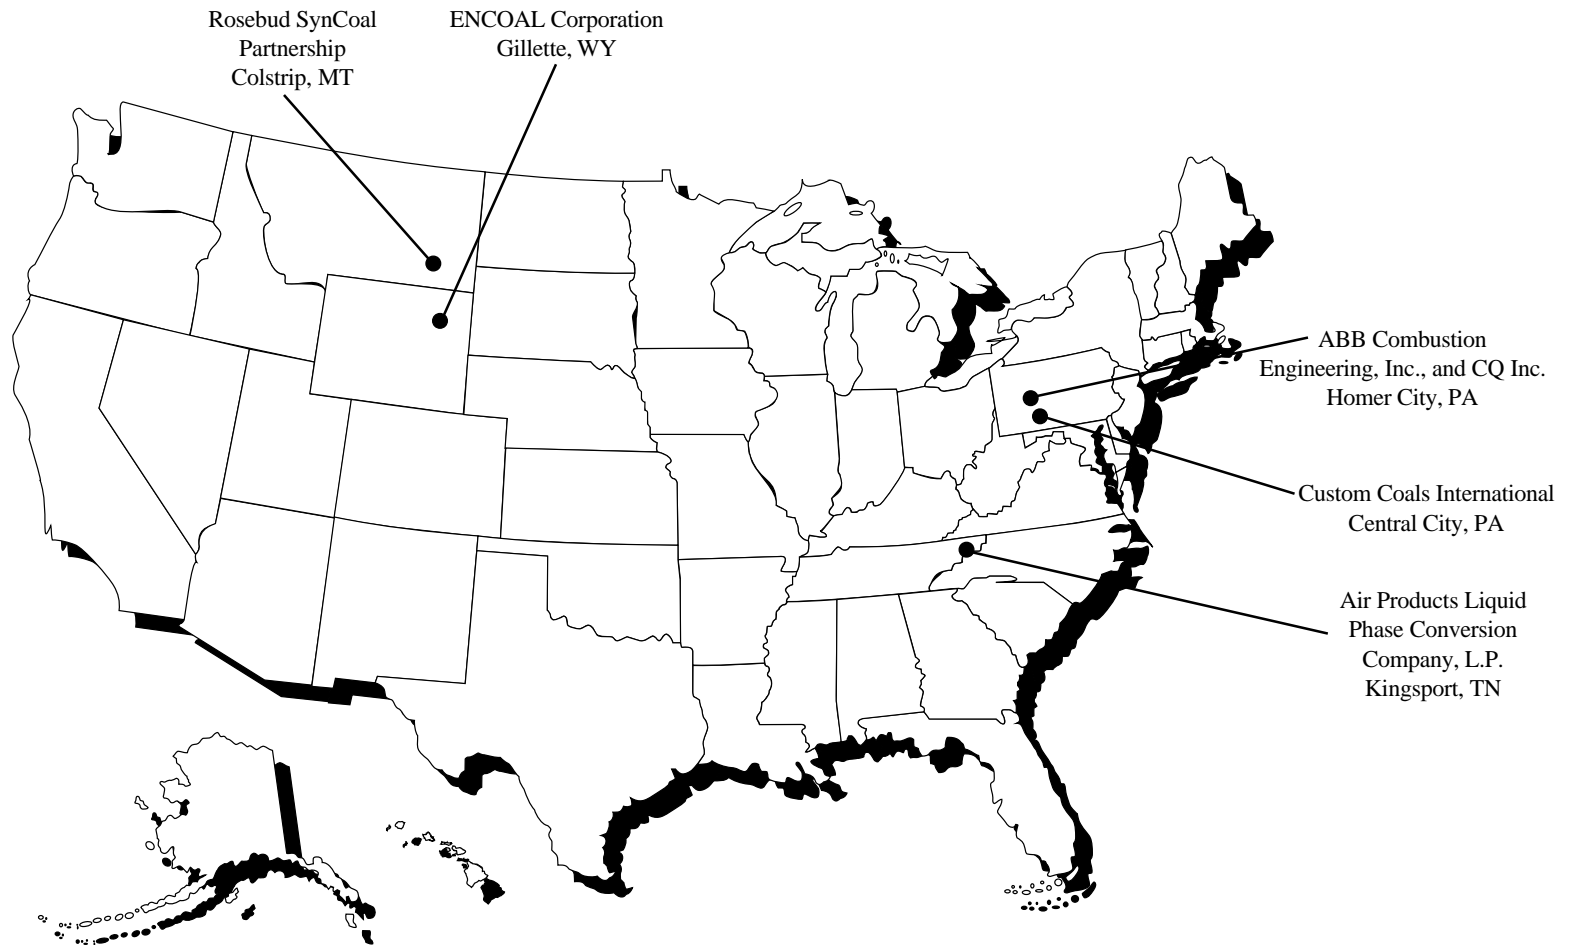 Rosebud SynCoal
Partnership
Colstrip, MT
ENCOAL Corporation
Gillette, WY
ABB Combustion
Engineering, Inc., and CQ Inc.
Homer City, PA
Custom Coals International
Central City, PA
Air Products Liquid
Phase Conversion
Company, L.P.
Kingsport, TN